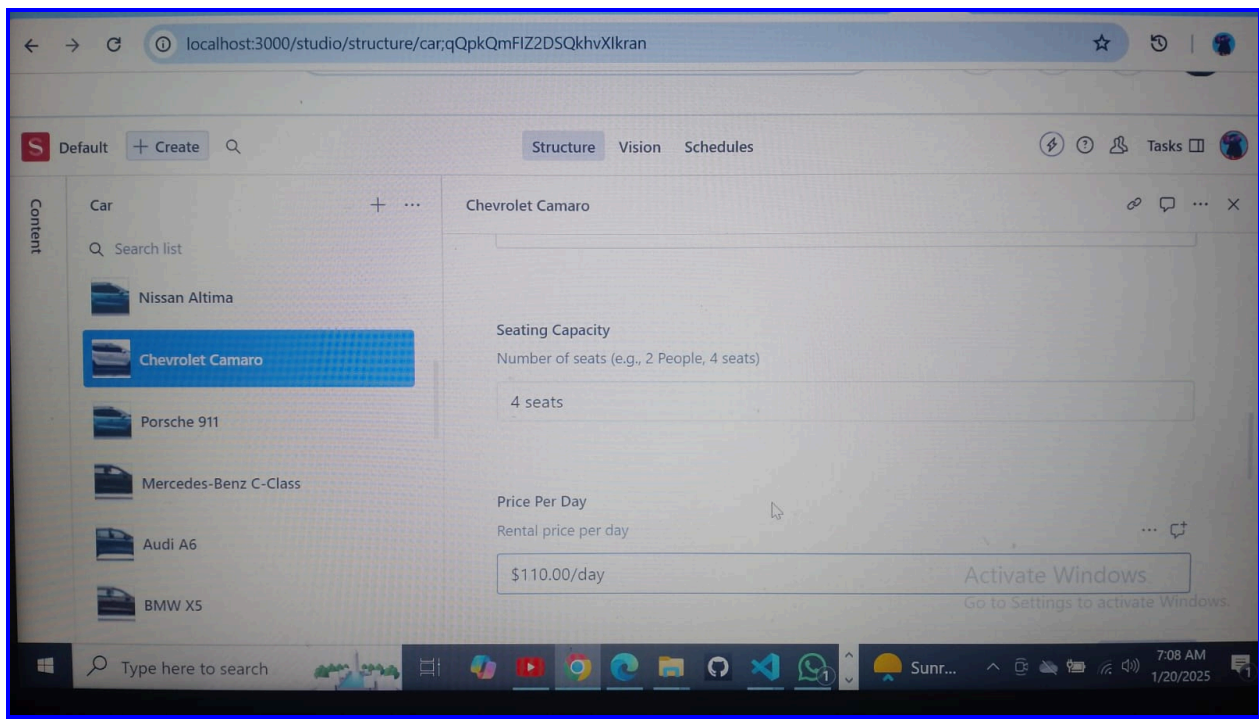 localhost:3000/studio/structure/car;qQpkQmFIZ2DSQkhvXIkran
S Default + Create Structure Vision Schedules Tasks
Content
Car
Chevrolet Camaro
Search list
Nissan Altima
Chevrolet Camaro
Porsche 911
Mercedes-Benz C-Class
Audi A6
BMW X5
Seating Capacity
Number of seats (e.g., 2 People, 4 seats)
4 seats
Price Per Day
Rental price per day
$110.00/day
Activate Windows
Go to Settings to activate Windows.
Type here to search
1
Sunr...
7:08 AM
1/20/2025
1